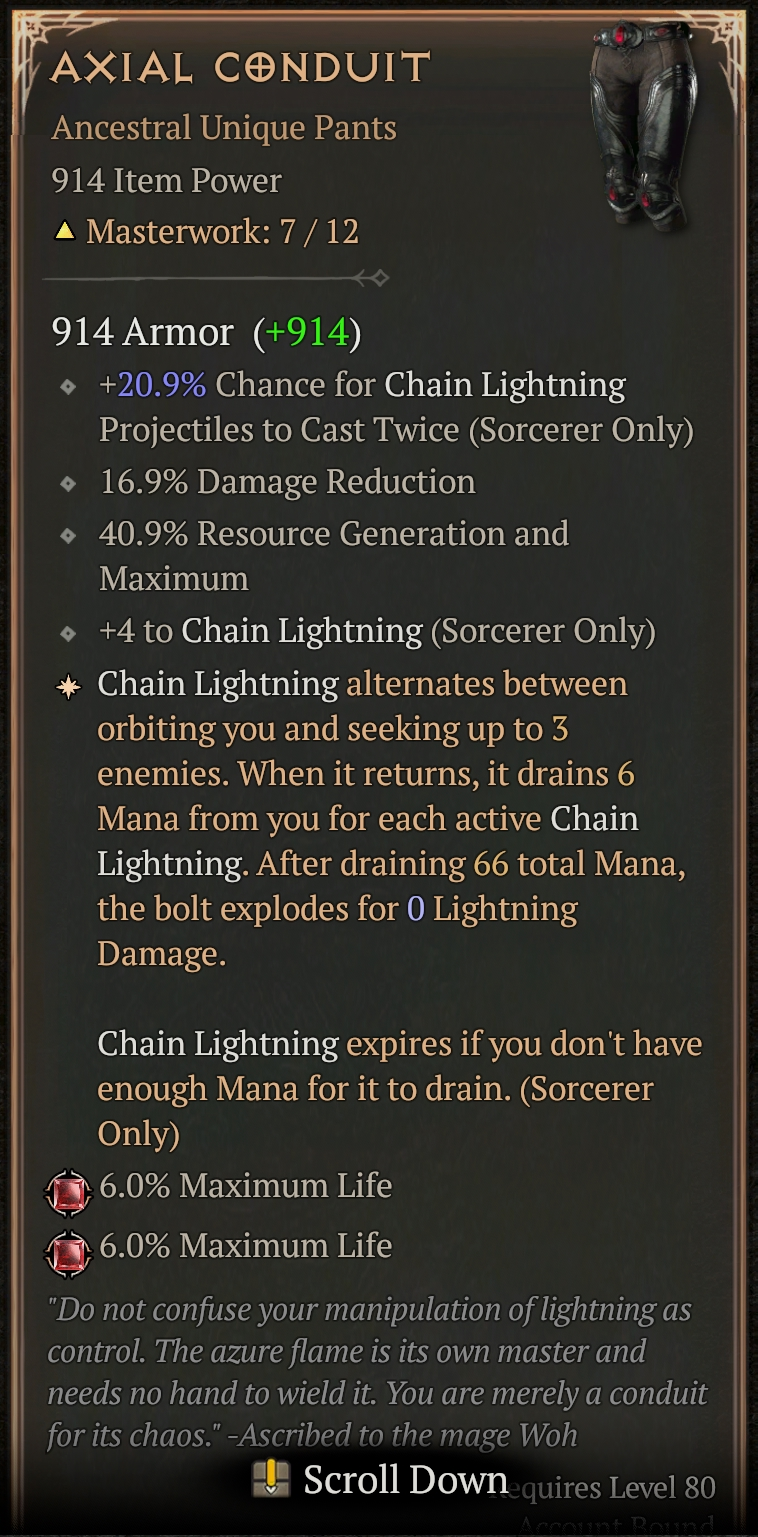 AXIAL CONDUIT
Ancestral Unique Pants
914 Item Power
Masterwork: 7 / 12
914 Armor (+914)
+20.9% Chance for Chain Lightning
Projectiles to Cast Twice (Sorcerer Only)
16.9% Damage Reduction
40.9% Resource Generation and
Maximum
+4 to Chain Lightning (Sorcerer Only)
Chain Lightning alternates between
orbiting you and seeking up to 3
enemies. When it returns, it drains 6
Mana from you for each active Chain
Lightning. After draining 66 total Mana,
the bolt explodes for 0 Lightning
Damage.
Chain Lightning expires if you don't have
enough Mana for it to drain. (Sorcerer
Only)
6.0% Maximum Life
6.0% Maximum Life
"Do not confuse your manipulation of lightning as
control. The azure flame is its own master and
needs no hand to wield it. You are merely a conduit
for its chaos." -Ascribed to the mage Woh
Scroll Down
equires Level 80
Account Bound